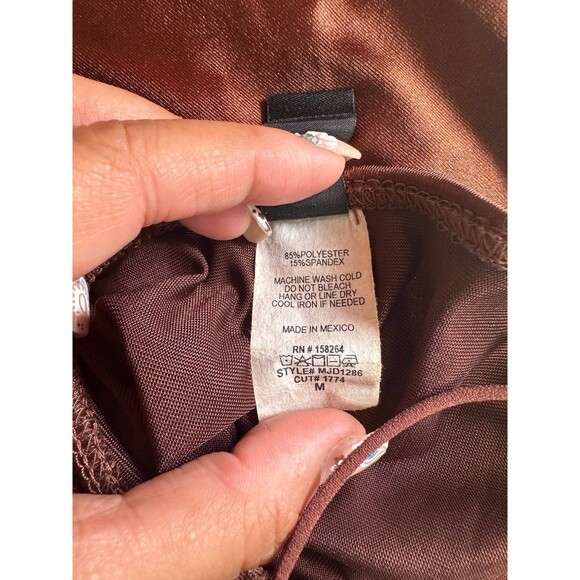 85%POLYESTER
15%SPANDEX
MACHINE WASH COLD
DO NOT BLEACH
HANG OR LINE DRY
COOL IRON IF NEEDED
MADE IN MEXICO
RN # 158264
STYLE# MJD1286
CUT# 1774
M